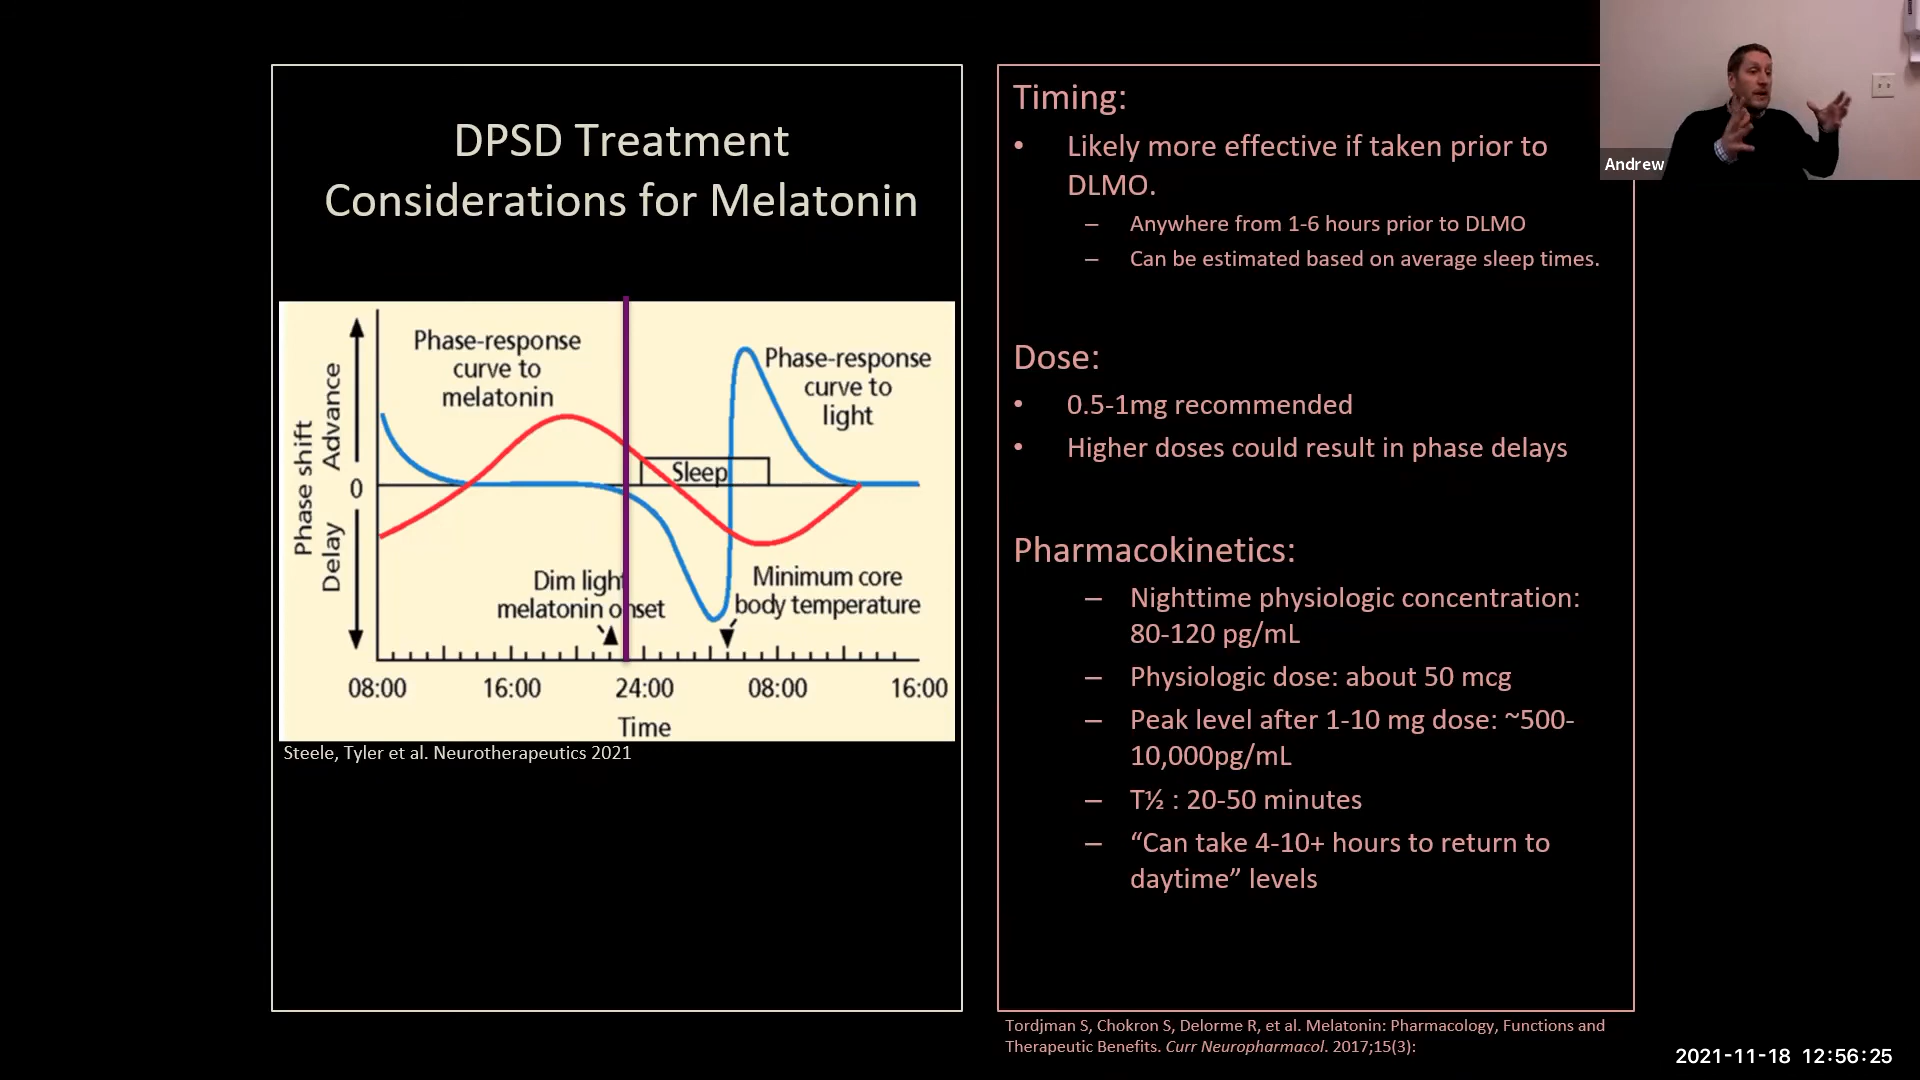 DPSD Treatment
Considerations for Melatonin
Phase-response
curve to
melatonin
Phase-response
curve to
light
Phase shift
Advance
0
Delay
Sleep
Dim light
melatonin onset
Minimum core
body temperature
08:00 16:00 24:00 08:00 16:00
Time
Steele, Tyler et al. Neurotherapeutics 2021
Timing:
• Likely more effective if taken prior to
DLMO.
– Anywhere from 1-6 hours prior to DLMO
– Can be estimated based on average sleep times.
Dose:
• 0.5-1mg recommended
• Higher doses could result in phase delays
Pharmacokinetics:
– Nighttime physiologic concentration:
80-120 pg/mL
– Physiologic dose: about 50 mcg
– Peak level after 1-10 mg dose: ~500-
10,000pg/mL
– T½ : 20-50 minutes
– “Can take 4-10+ hours to return to
daytime” levels
Tordjman S, Chokron S, Delorme R, et al. Melatonin: Pharmacology, Functions and
Therapeutic Benefits. Curr Neuropharmacol. 2017;15(3):
Andrew
2021-11-18 12:56:25